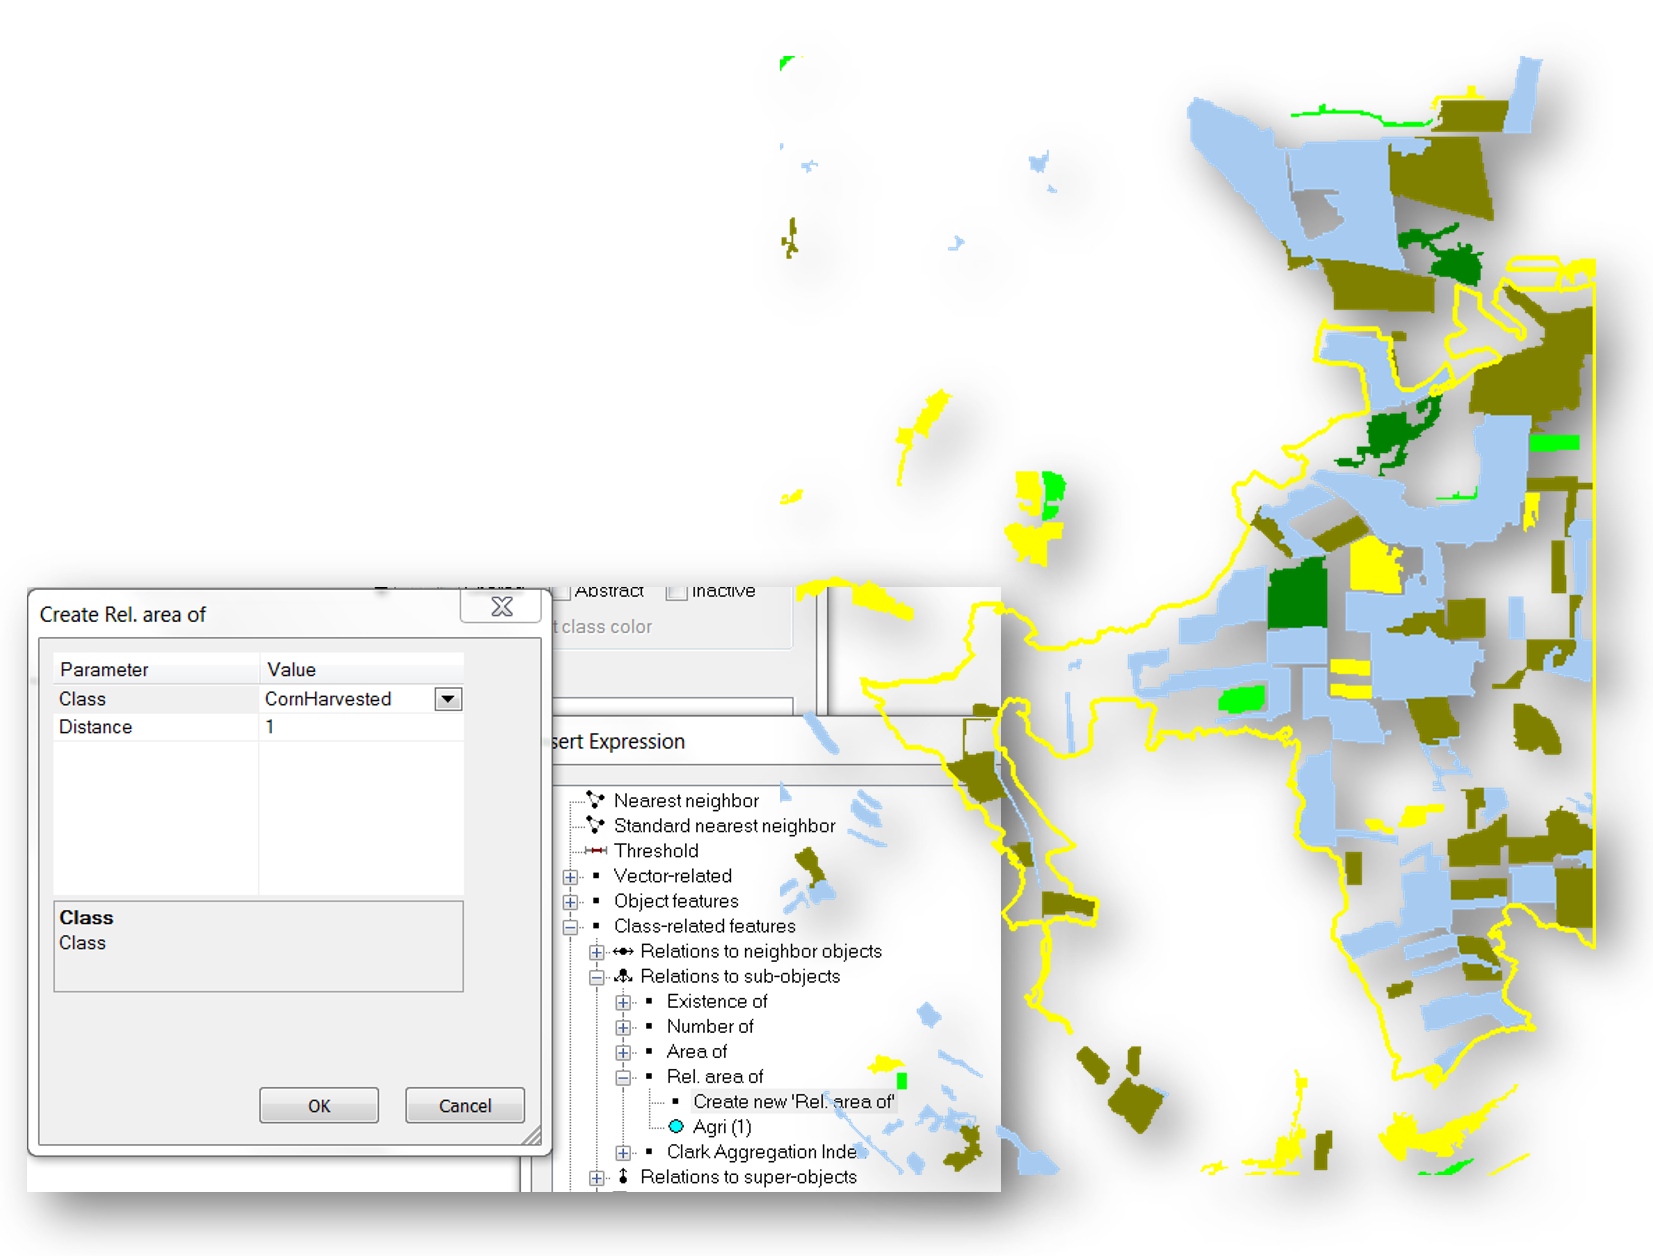 Abstract
Inactive
t class color
Create Rel. area of
Parameter Value
Class CornHarvested
Distance 1
Class
Class
OK Cancel
sert Expression
Nearest neighbor
Standard nearest neighbor
Threshold
Vector-related
Object features
Class-related features
Relations to neighbor objects
Relations to sub-objects
Existence of
Number of
Area of
Rel. area of
Create new 'Rel. area of'
Agri (1)
Clark Aggregation Inde
Relations to super-objects